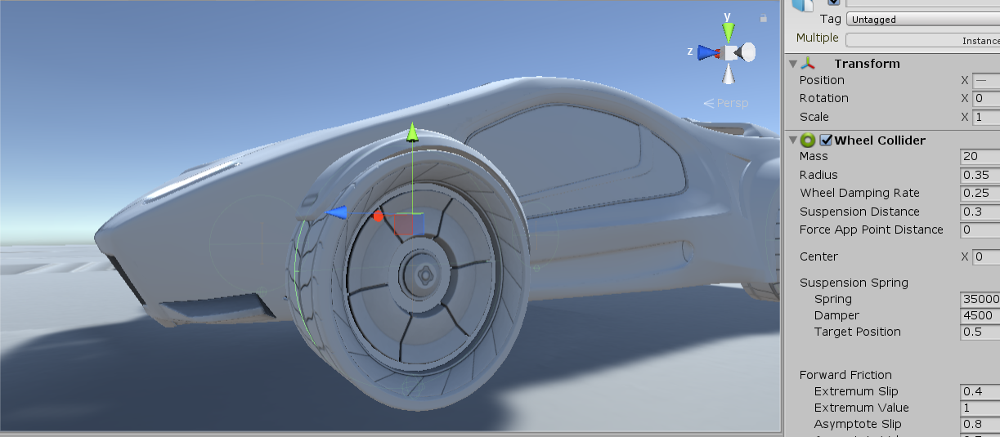 y
z
Persp
Tag Untagged
Multiple Instance
Transform
Position X —
Rotation X 0
Scale X 1
Wheel Collider
Mass 20
Radius 0.35
Wheel Damping Rate 0.25
Suspension Distance 0.3
Force App Point Distance 0
Center X 0
Suspension Spring
Spring 35000
Damper 4500
Target Position 0.5
Forward Friction
Extremum Slip 0.4
Extremum Value 1
Asymptote Slip 0.8